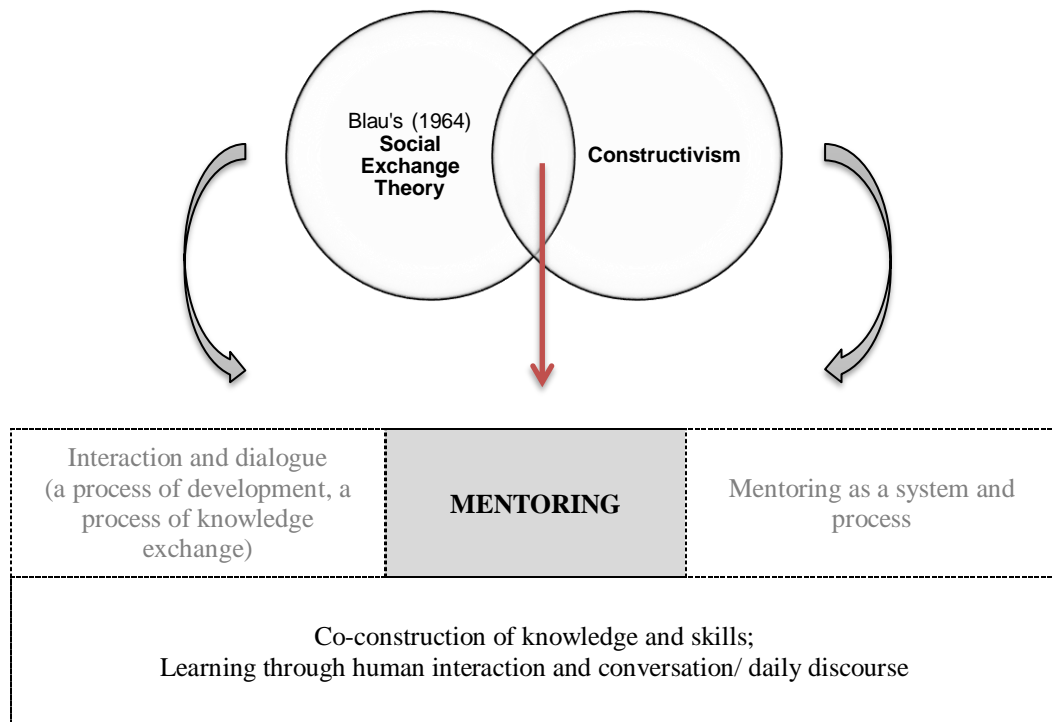 Blau's (1964)
Social
Exchange
Theory
Constructivism
Interaction and dialogue
(a process of development, a
process of knowledge
exchange)
MENTORING
Mentoring as a system and
process
Co-construction of knowledge and skills;
Learning through human interaction and conversation/ daily discourse